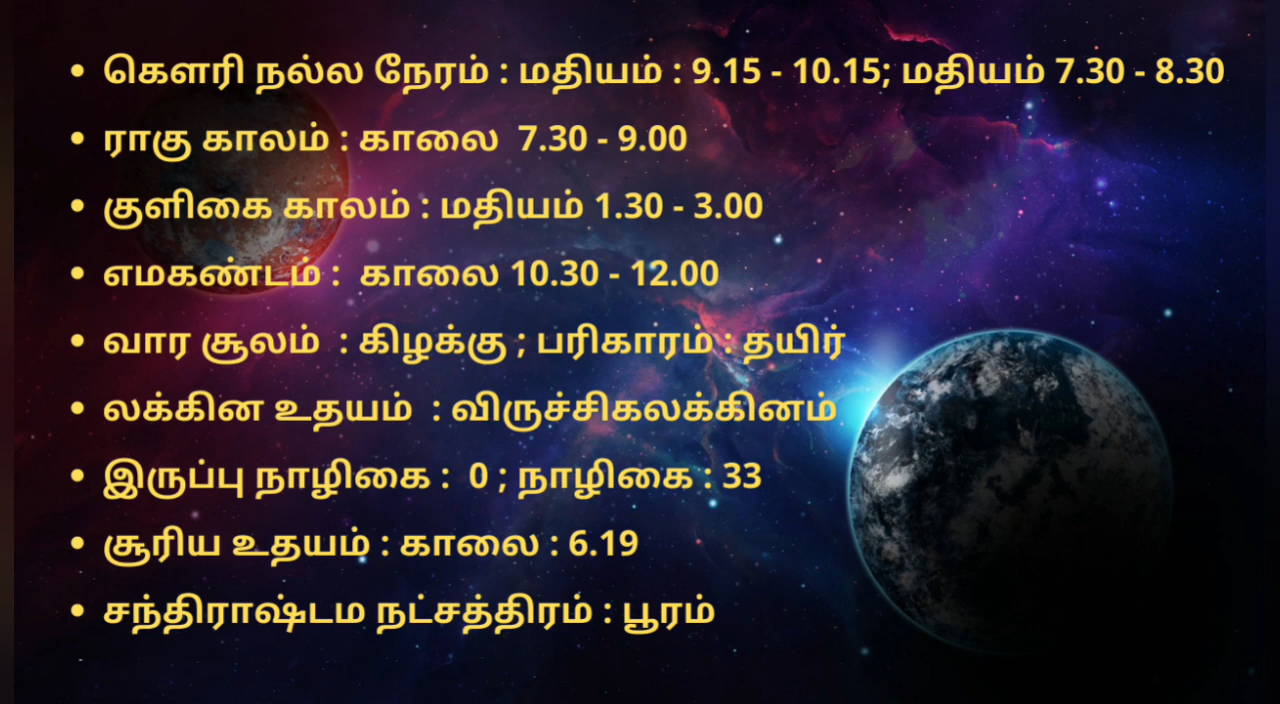 • கௌரி நல்ல நேரம் : மதியம் : 9.15 - 10.15; மதியம் 7.30 - 8.30
• ராகு காலம் : காலை 7.30 - 9.00
• குளிகை காலம் : மதியம் 1.30 - 3.00
• எமகண்டம் : காலை 10.30 - 12.00
• வார சூலம் : கிழக்கு ; பரிகாரம் : தயிர்
• லக்கின உதயம் : விருச்சிகலக்கினம்
• இருப்பு நாழிகை : 0 ; நாழிகை : 33
• சூரிய உதயம் : காலை : 6.19
• சந்திராஷ்டம நட்சத்திரம் : பூரம்